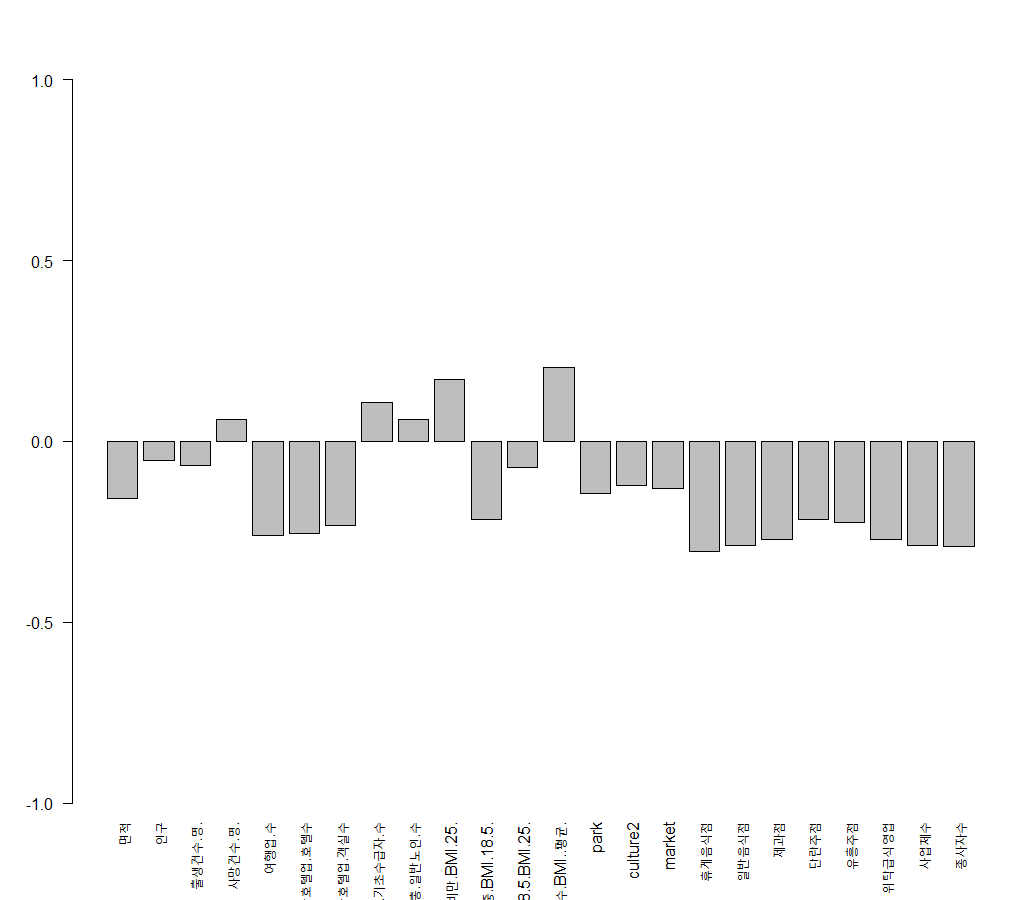 1.0
0.5
0.0
-0.5
-1.0
면적
인구
출생건수.명.
사망건수.명.
여행업.수
호텔업.호텔수
호텔업.객실수
기초수급자.수
.일반노인.수
비만.BMI.25.
.BMI.18.5.
8.5.BMI.25.
수.BMI..평균.
park
culture2
market
휴게음식점
일반음식점
제과점
단란주점
유흥주점
위탁급식영업
사업체수
종사자수